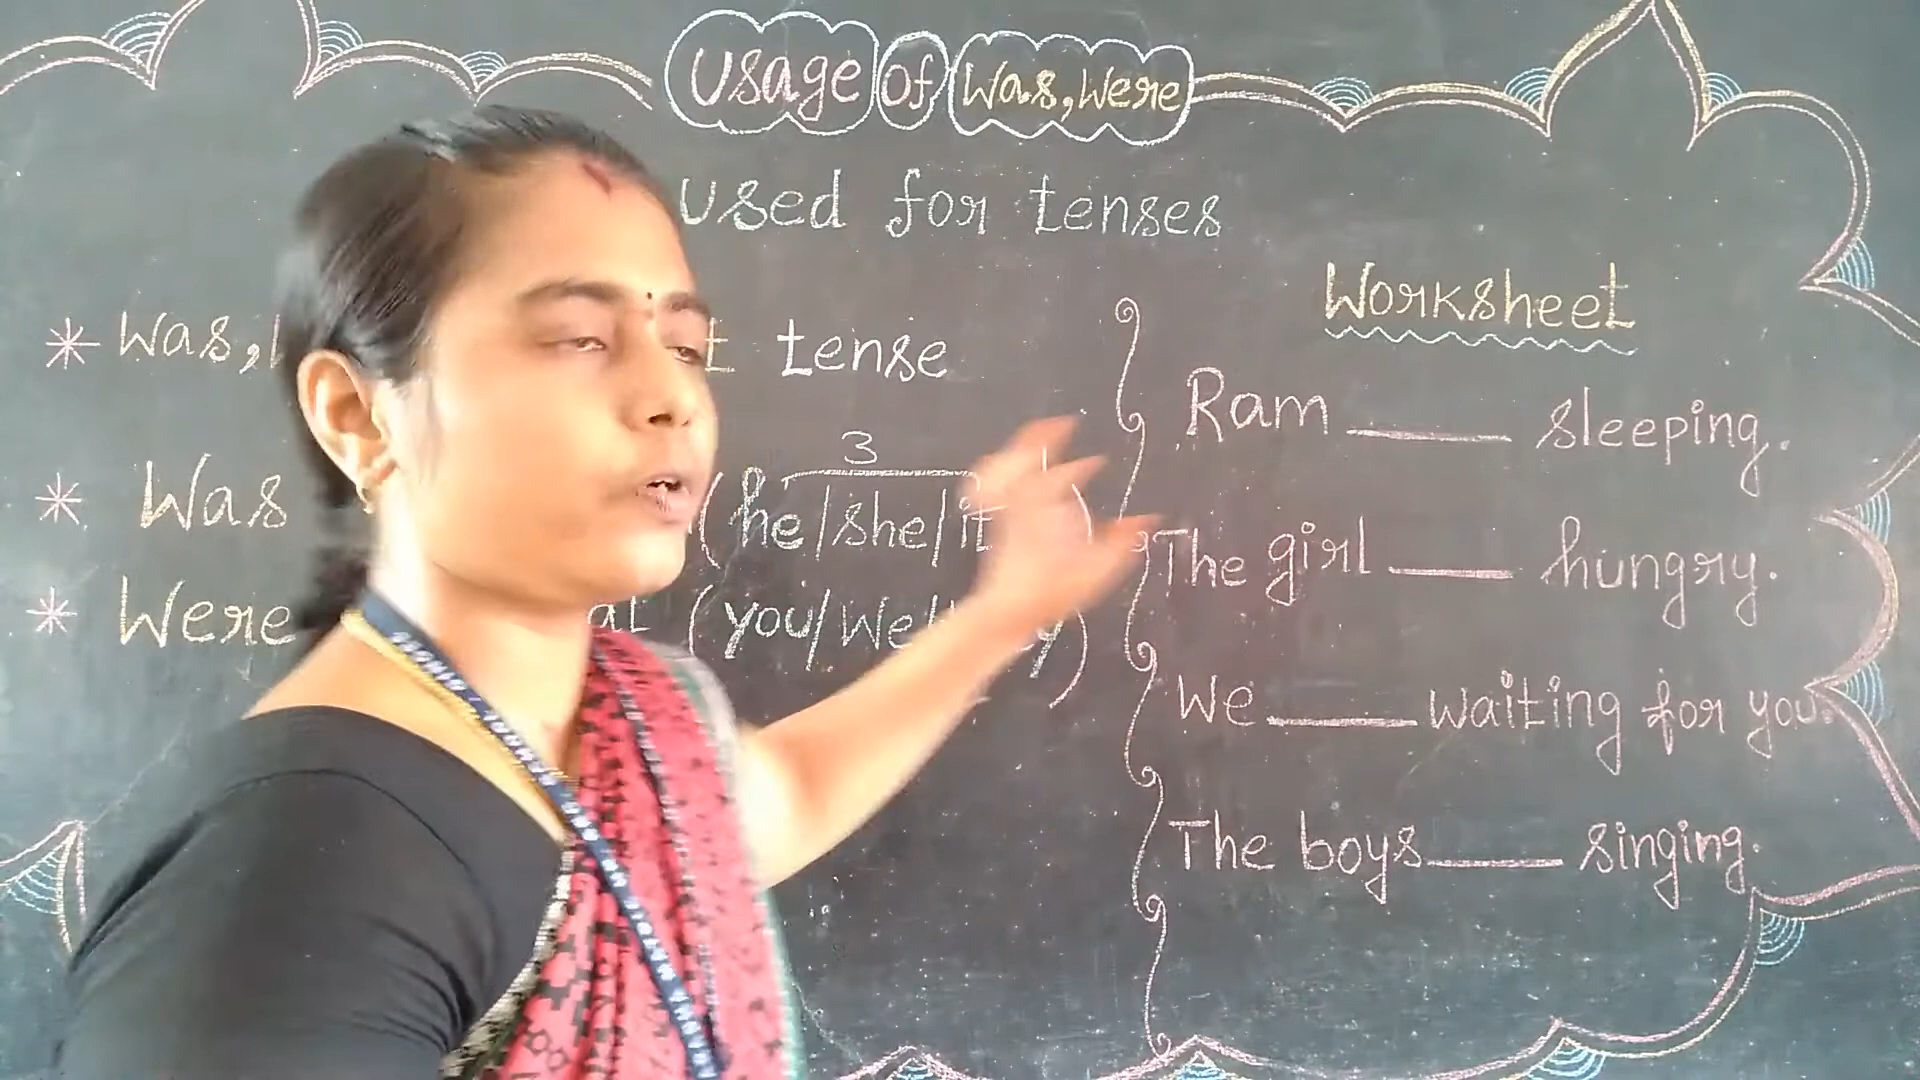 Usage of Was, Were
Used for tenses
* Was, tense
3
* Was (he/she/it )
* Were (you/We/ )
Worksheet
Ram ____ sleeping.
The girl ____ hungry.
We ____ waiting for you.
The boys ____ singing.